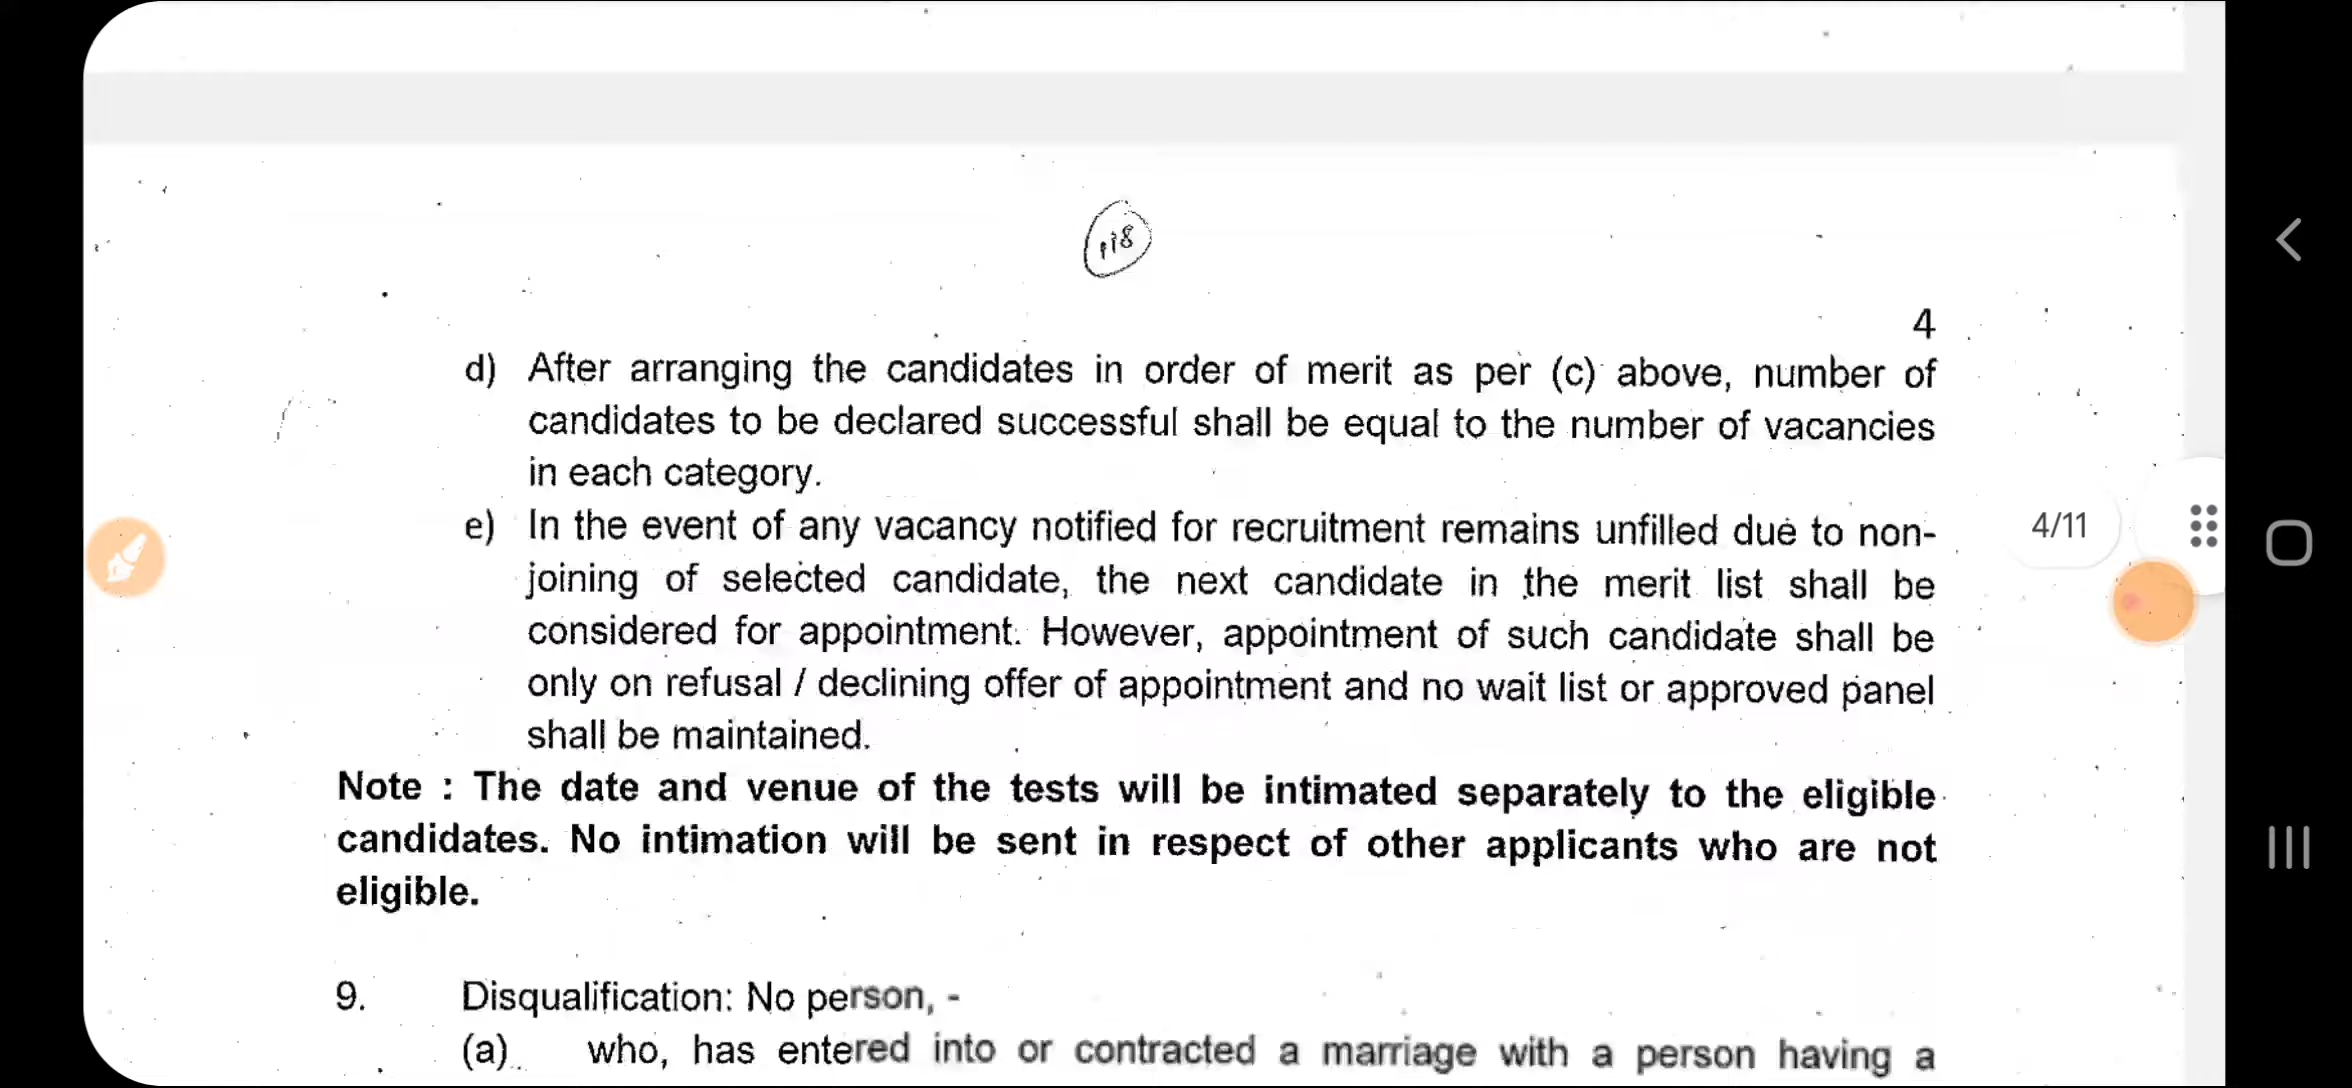 118
4
d) After arranging the candidates in order of merit as per (c) above, number of
candidates to be declared successful shall be equal to the number of vacancies
in each category.
e) In the event of any vacancy notified for recruitment remains unfilled due to non-
joining of selected candidate, the next candidate in the merit list shall be
4/11
considered for appointment. However, appointment of such candidate shall be
only on refusal / declining offer of appointment and no wait list or approved panel
shall be maintained.
Note : The date and venue of the tests will be intimated separately to the eligible
candidates. No intimation will be sent in respect of other applicants who are not
eligible.
9. Disqualification: No person, -
(a) who, has entered into or contracted a marriage with a person having a